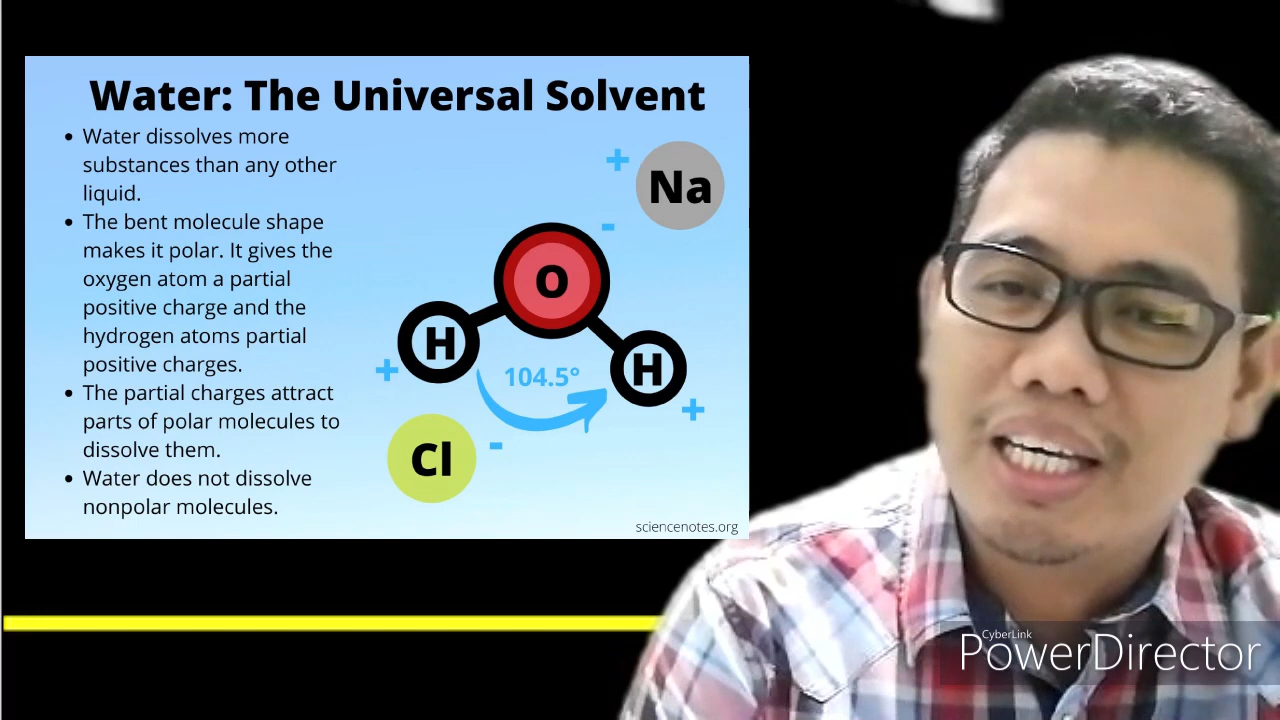 Water: The Universal Solvent
• Water dissolves more
substances than any other
liquid.
• The bent molecule shape
makes it polar. It gives the
oxygen atom a partial
positive charge and the
hydrogen atoms partial
positive charges.
• The partial charges attract
parts of polar molecules to
dissolve them.
• Water does not dissolve
nonpolar molecules.
+ Na
-
O
H
H
+
104.5°
+
Cl -
sciencenotes.org
CyberLink
PowerDirector